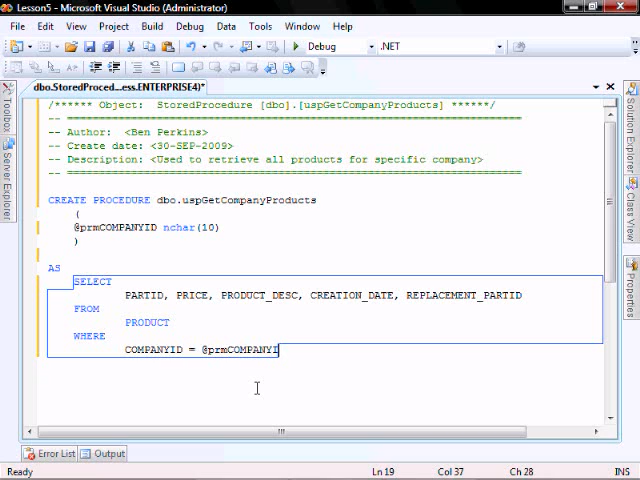 Lesson5 - Microsoft Visual Studio (Administrator)
File Edit View Project Build Debug Data Tools Window Help
Debug .NET
dbo.StoredProced...ess.ENTERPRISE4)*
/****** Object:  StoredProcedure [dbo].[uspGetCompanyProducts] ******/
-- =============================================
-- Author: <Ben Perkins>
-- Create date: <30-SEP-2009>
-- Description: <Used to retrieve all products for specific company>
-- =============================================
CREATE PROCEDURE dbo.uspGetCompanyProducts
(
@prmCOMPANYID nchar(10)
)
AS
SELECT
PARTID, PRICE, PRODUCT_DESC, CREATION_DATE, REPLACEMENT_PARTID
FROM
PRODUCT
WHERE
COMPANYID = @prmCOMPANYI
Toolbox
Server Explorer
Solution Explorer
Class View
Properties
Error List Output
Ready Ln 19 Col 37 Ch 28 INS